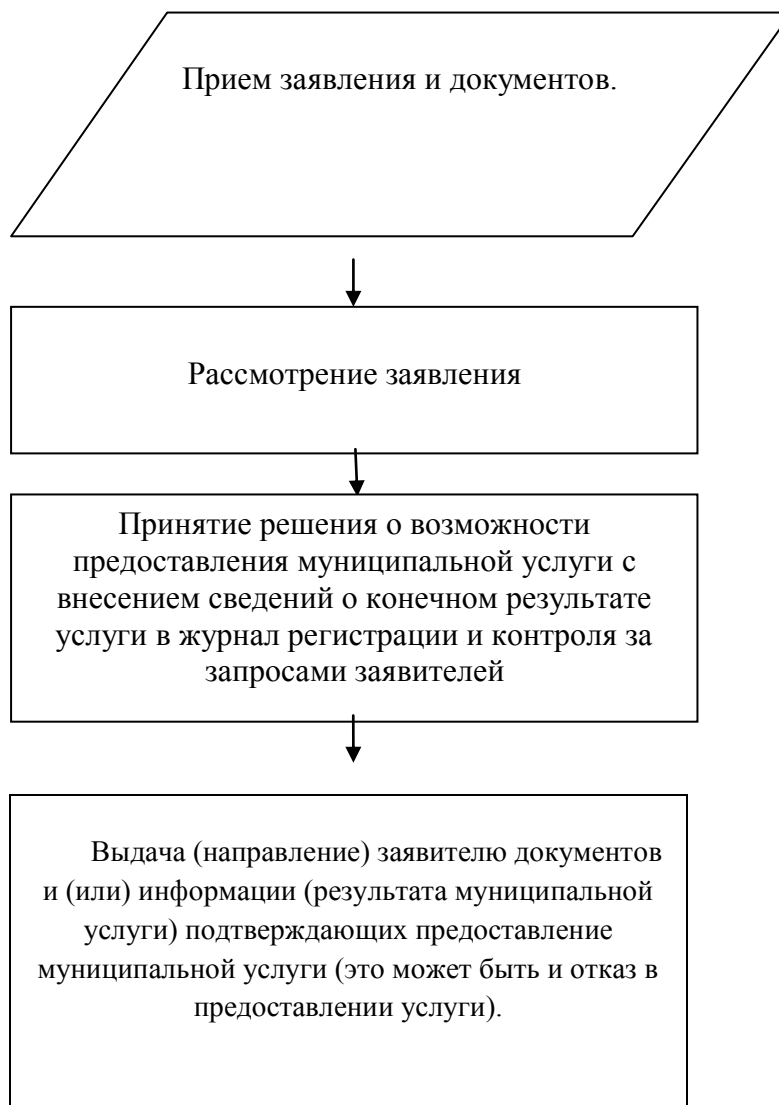 Прием заявления и документов.
Рассмотрение заявления
Принятие решения о возможности
предоставления муниципальной услуги с
внесением сведений о конечном результате
услуги в журнал регистрации и контроля за
запросами заявителей
Выдача (направление) заявителю документов
и (или) информации (результата муниципальной
услуги) подтверждающих предоставление
муниципальной услуги (это может быть и отказ в
предоставлении услуги).